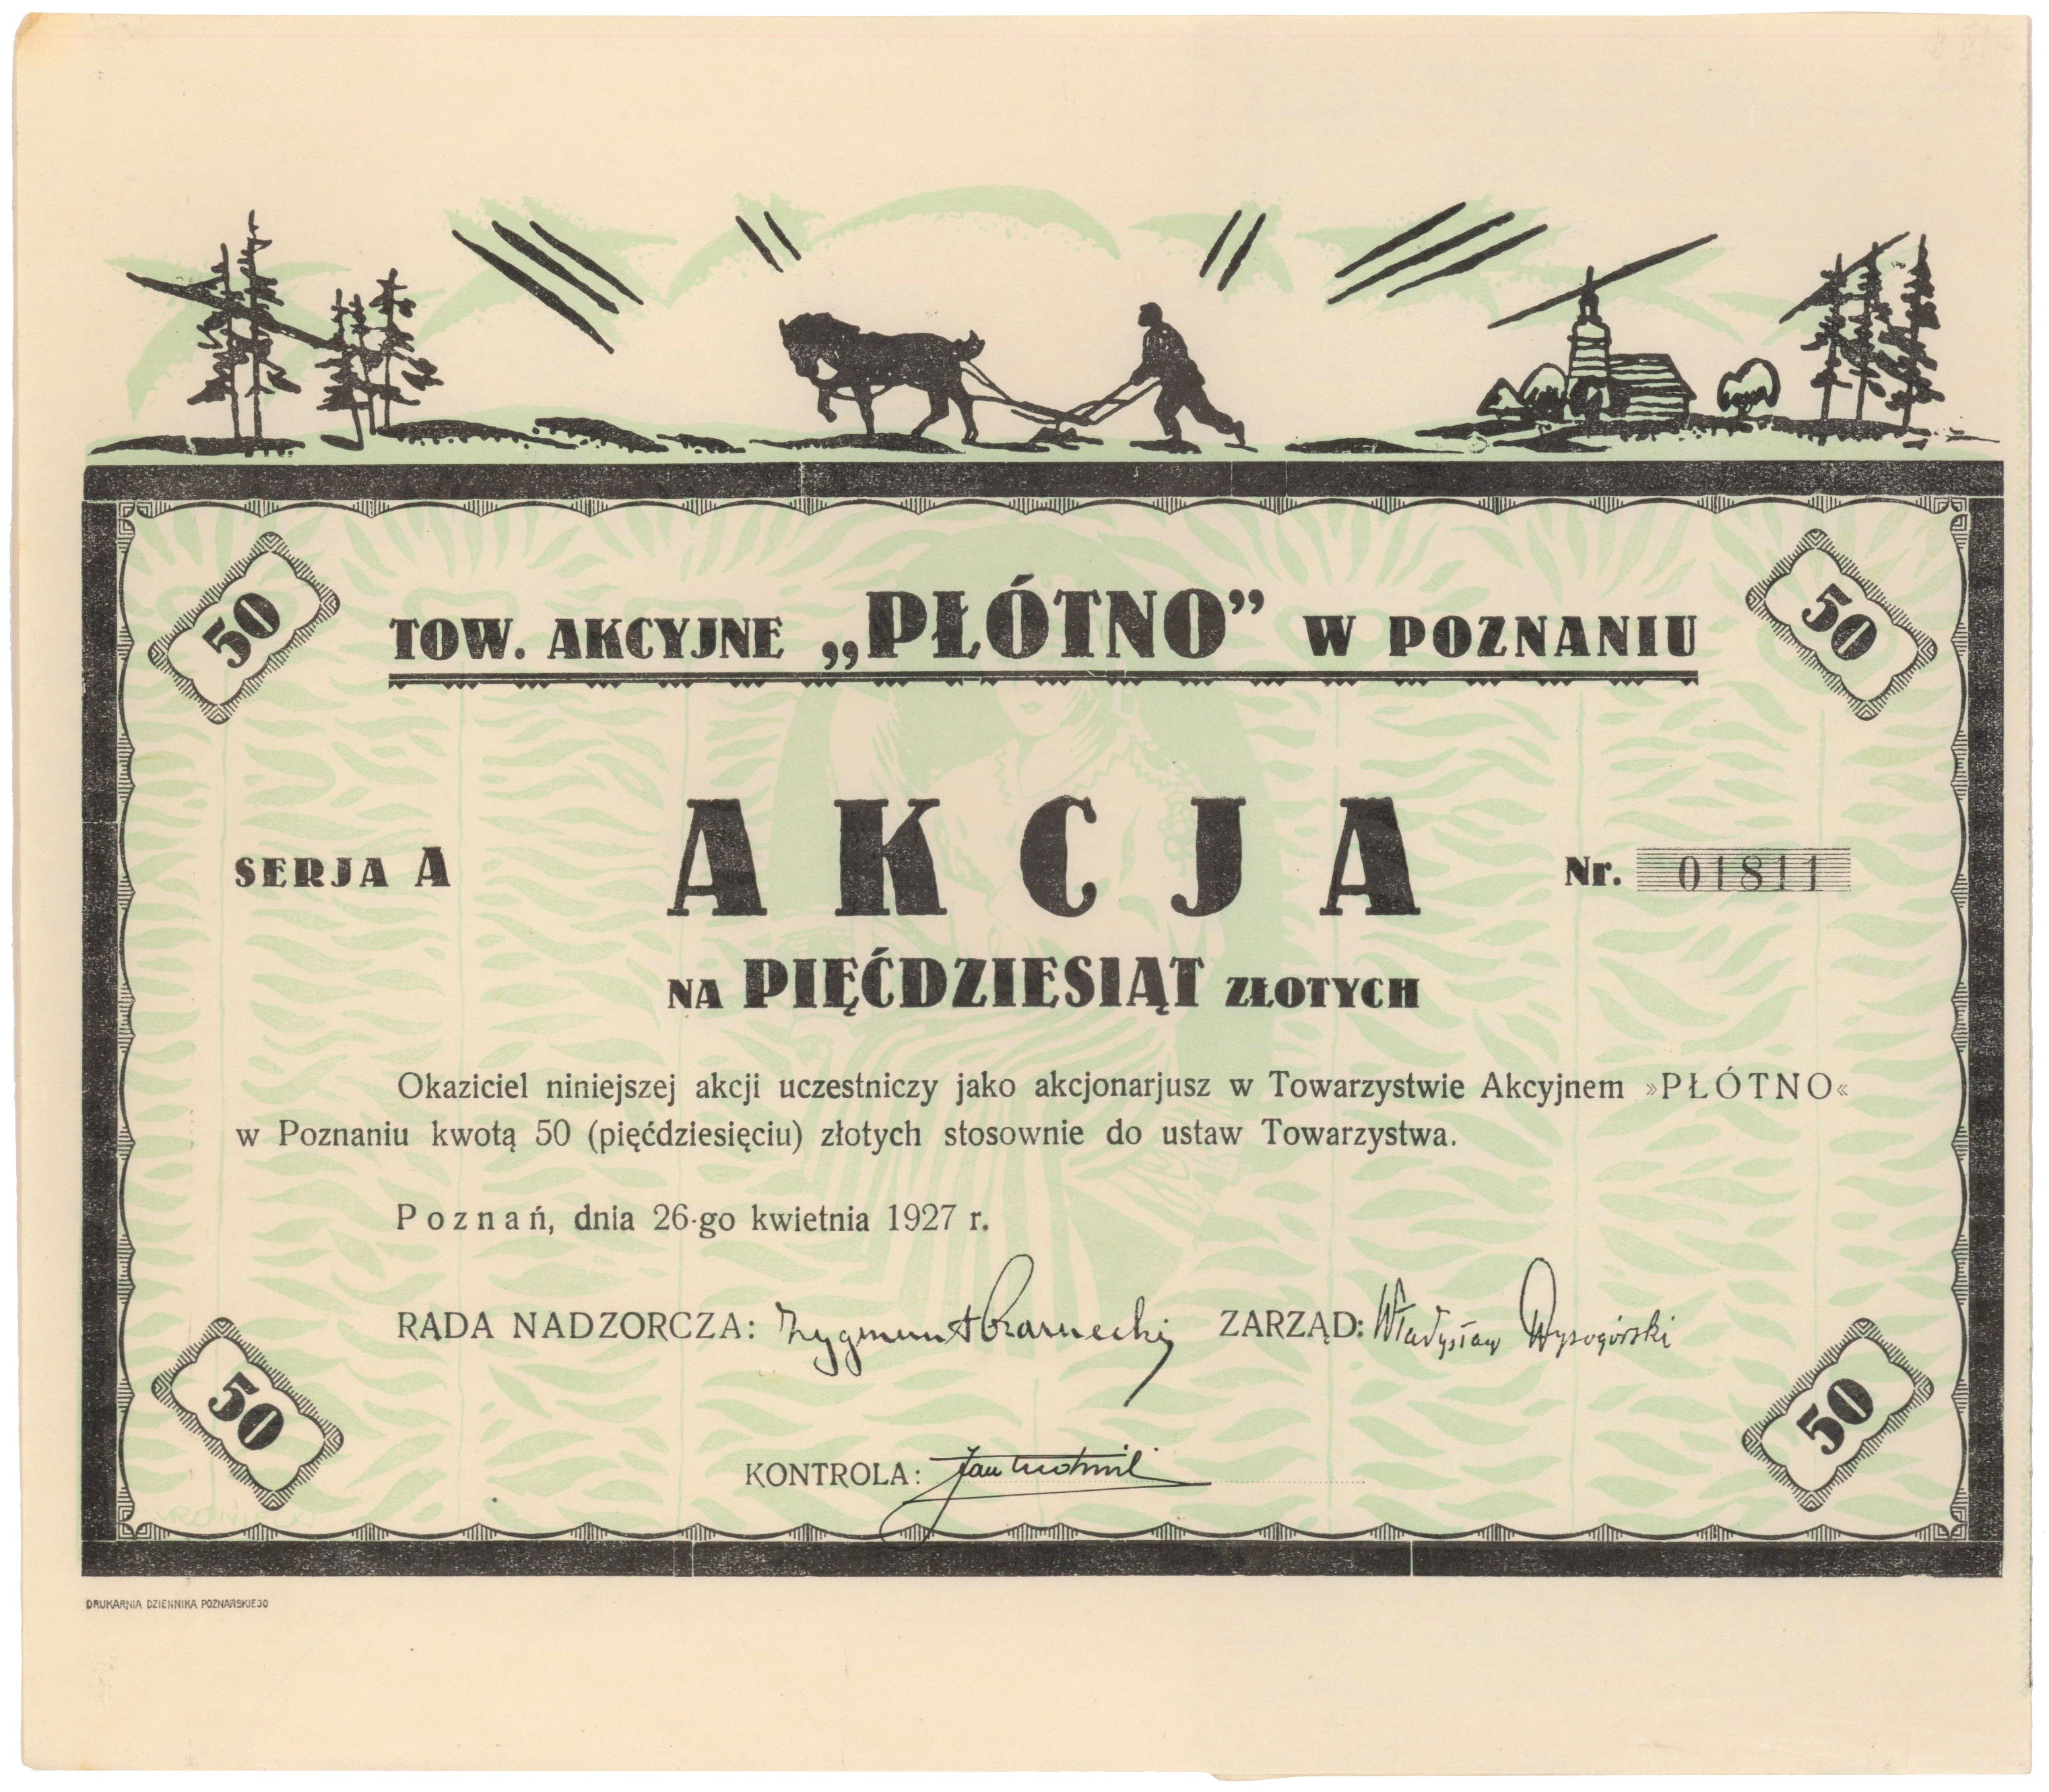 50
50
TOW. AKCYJNE „PŁÓTNO” W POZNANIU
SERJA A
AKCJA
Nr. 01811
NA PIĘĆDZIESIĄT ZŁOTYCH
Okaziciel niniejszej akcji uczestniczy jako akcjonarjusz w Towarzystwie Akcyjnem »PŁÓTNO«
w Poznaniu kwotą 50 (pięćdziesięciu) złotych stosownie do ustaw Towarzystwa.
Poznań, dnia 26-go kwietnia 1927 r.
RADA NADZORCZA: Zygmunt Czarnecki ZARZĄD: Władysław Wysogórski
KONTROLA: Jan
50
50
DRUKARNIA DZIENNIKA POZNAŃSKIEJO